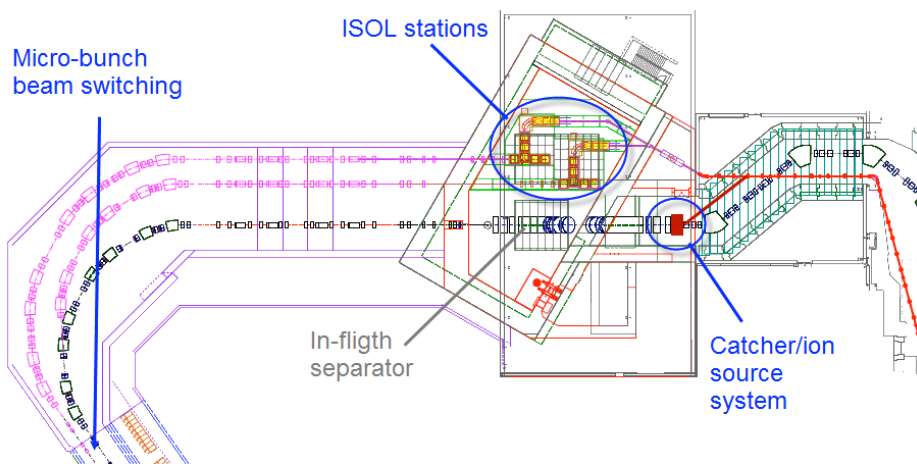 ISOL stations
Micro-bunch
beam switching
In-fligth
separator
Catcher/ion
source
system